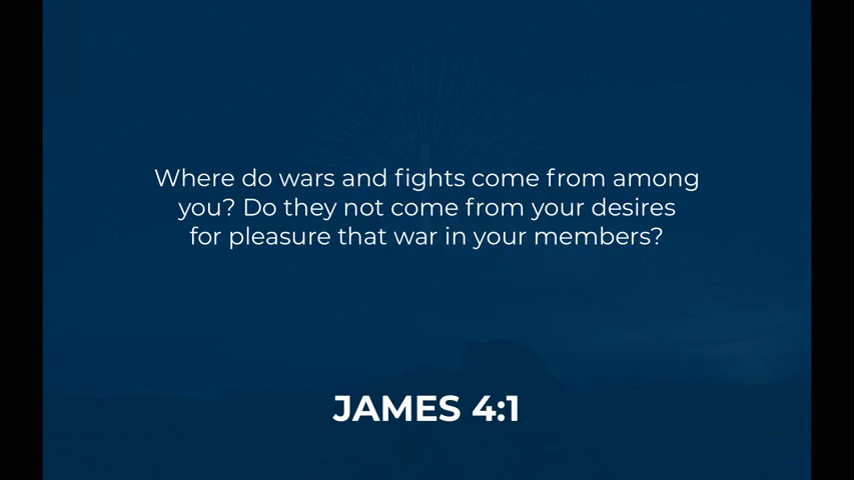 Where do wars and fights come from among
you? Do they not come from your desires
for pleasure that war in your members?
JAMES 4:1